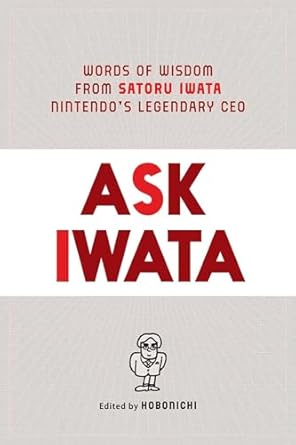 WORDS OF WISDOM
FROM SATORU IWATA
NINTENDO'S LEGENDARY CEO
ASK
IWATA
Edited by HOBONICHI